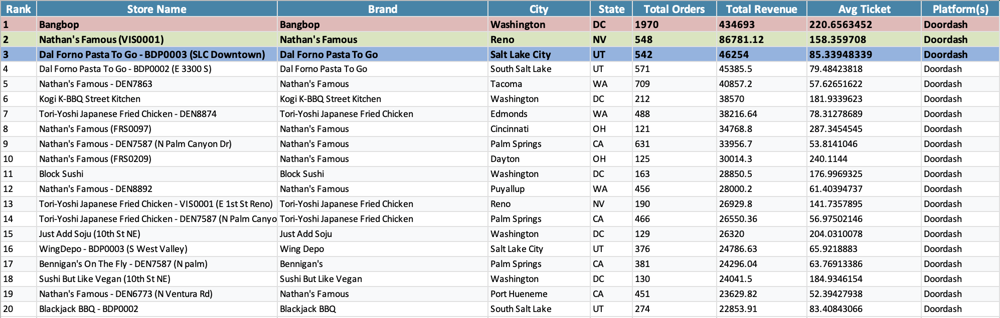 Rank Store Name Brand City State Total Orders Total Revenue Avg Ticket Platform(s)
1 Bangbop Bangbop Washington DC 1970 434693 220.6563452 Doordash
2 Nathan's Famous (VIS0001) Nathan's Famous Reno NV 548 86781.12 158.359708 Doordash
3 Dal Forno Pasta To Go - BDP0003 (SLC Downtown) Dal Forno Pasta To Go Salt Lake City UT 542 46254 85.33948339 Doordash
4 Dal Forno Pasta To Go - BDP0002 (E 3300 S) Dal Forno Pasta To Go South Salt Lake UT 571 45385.5 79.48423818 Doordash
5 Nathan's Famous - DEN7863 Nathan's Famous Tacoma WA 709 40857.2 57.62651622 Doordash
6 Kogi K-BBQ Street Kitchen Kogi K-BBQ Street Kitchen Washington DC 212 38570 181.9339623 Doordash
7 Tori-Yoshi Japanese Fried Chicken - DEN8874 Tori-Yoshi Japanese Fried Chicken Edmonds WA 488 38216.64 78.31278689 Doordash
8 Nathan's Famous (FRS0097) Nathan's Famous Cincinnati OH 121 34768.8 287.3454545 Doordash
9 Nathan's Famous - DEN7587 (N Palm Canyon Dr) Nathan's Famous Palm Springs CA 631 33956.7 53.8141046 Doordash
10 Nathan's Famous (FRS0209) Nathan's Famous Dayton OH 125 30014.3 240.1144 Doordash
11 Block Sushi Block Sushi Washington DC 163 28850.5 176.9969325 Doordash
12 Nathan's Famous - DEN8892 Nathan's Famous Puyallup WA 456 28000.2 61.40394737 Doordash
13 Tori-Yoshi Japanese Fried Chicken - VIS0001 (E 1st St Reno) Tori-Yoshi Japanese Fried Chicken Reno NV 190 26929.8 141.7357895 Doordash
14 Tori-Yoshi Japanese Fried Chicken - DEN7587 (N Palm Canyo Tori-Yoshi Japanese Fried Chicken Palm Springs CA 466 26550.36 56.97502146 Doordash
15 Just Add Soju (10th St NE) Just Add Soju Washington DC 129 26320 204.0310078 Doordash
16 WingDepo - BDP0003 (S West Valley) Wing Depo Salt Lake City UT 376 24786.63 65.9218883 Doordash
17 Bennigan's On The Fly - DEN7587 (N palm) Bennigan's Palm Springs CA 381 24296.04 63.76913386 Doordash
18 Sushi But Like Vegan (10th St NE) Sushi But Like Vegan Washington DC 130 24041.5 184.9346154 Doordash
19 Nathan's Famous - DEN6773 (N Ventura Rd) Nathan's Famous Port Hueneme CA 451 23629.82 52.39427938 Doordash
20 Blackjack BBQ - BDP0002 Blackjack BBQ South Salt Lake UT 274 22853.91 83.40843066 Doordash